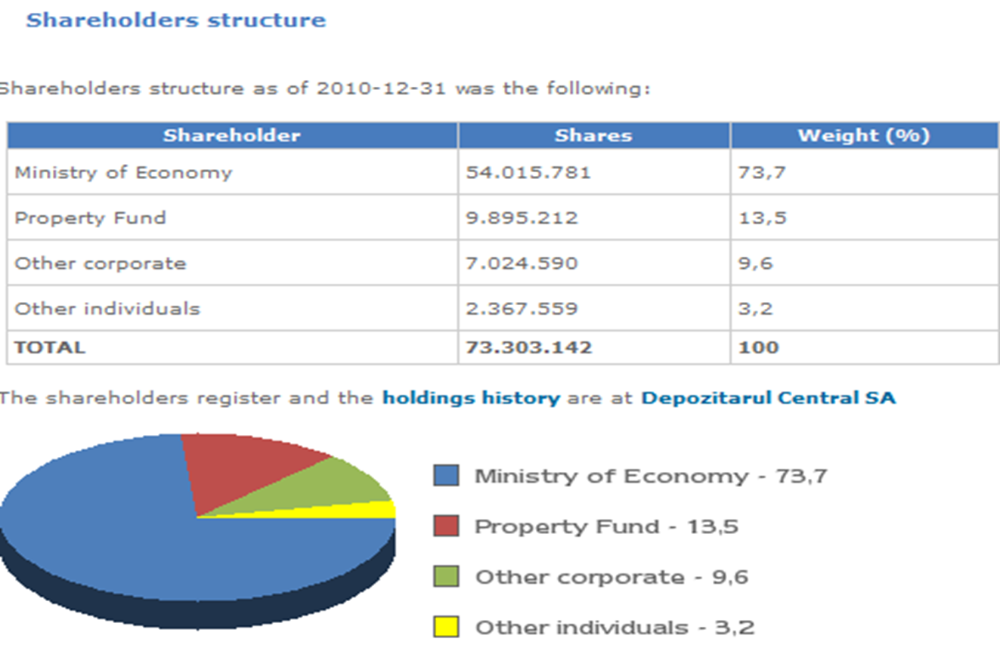 Shareholders structure
Shareholders structure as of 2010-12-31 was the following:
Shareholder Shares Weight (%)
Ministry of Economy 54.015.781 73,7
Property Fund 9.895.212 13,5
Other corporate 7.024.590 9,6
Other individuals 2.367.559 3,2
TOTAL 73.303.142 100
The shareholders register and the holdings history are at Depozitarul Central SA
Ministry of Economy - 73,7
Property Fund - 13,5
Other corporate - 9,6
Other individuals - 3,2